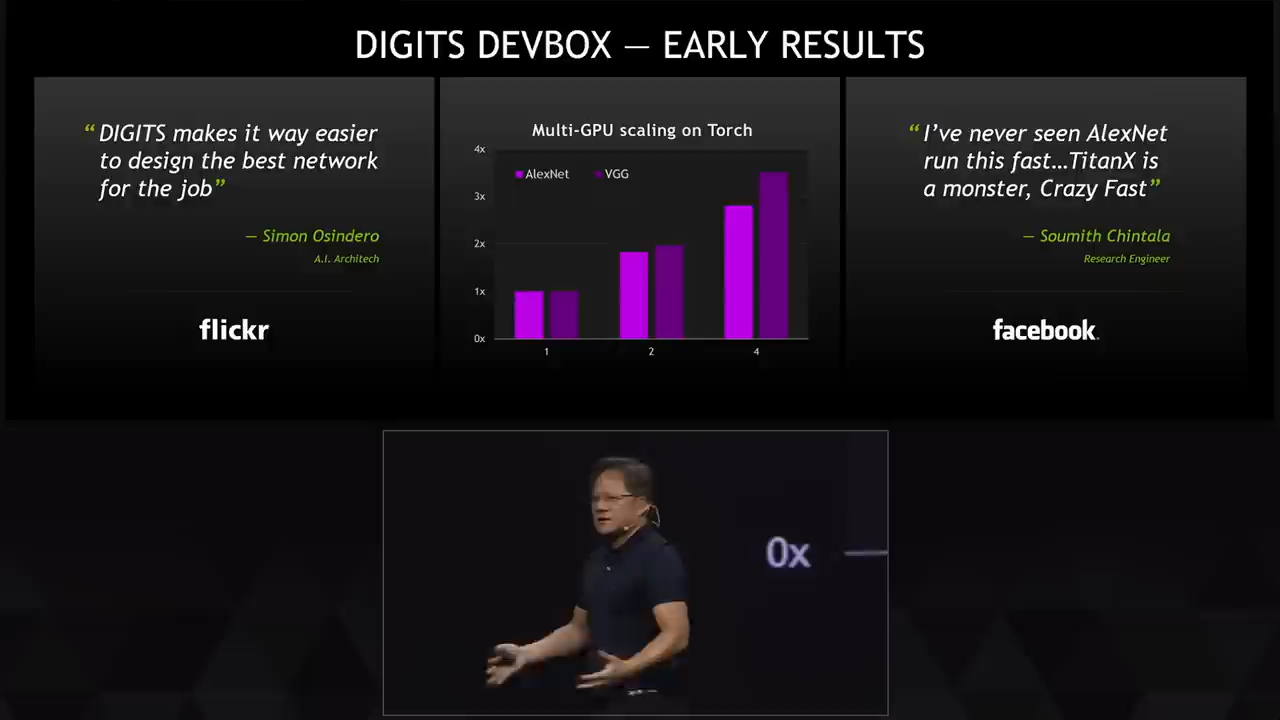 DIGITS DEVBOX — EARLY RESULTS
“ DIGITS makes it way easier
to design the best network
for the job”
— Simon Osindero
A.I. Architech
flickr
Multi-GPU scaling on Torch
4x
AlexNet VGG
3x
2x
1x
0x
1 2 4
“ I’ve never seen AlexNet
run this fast…TitanX is
a monster, Crazy Fast”
— Soumith Chintala
Research Engineer
facebook.
0x